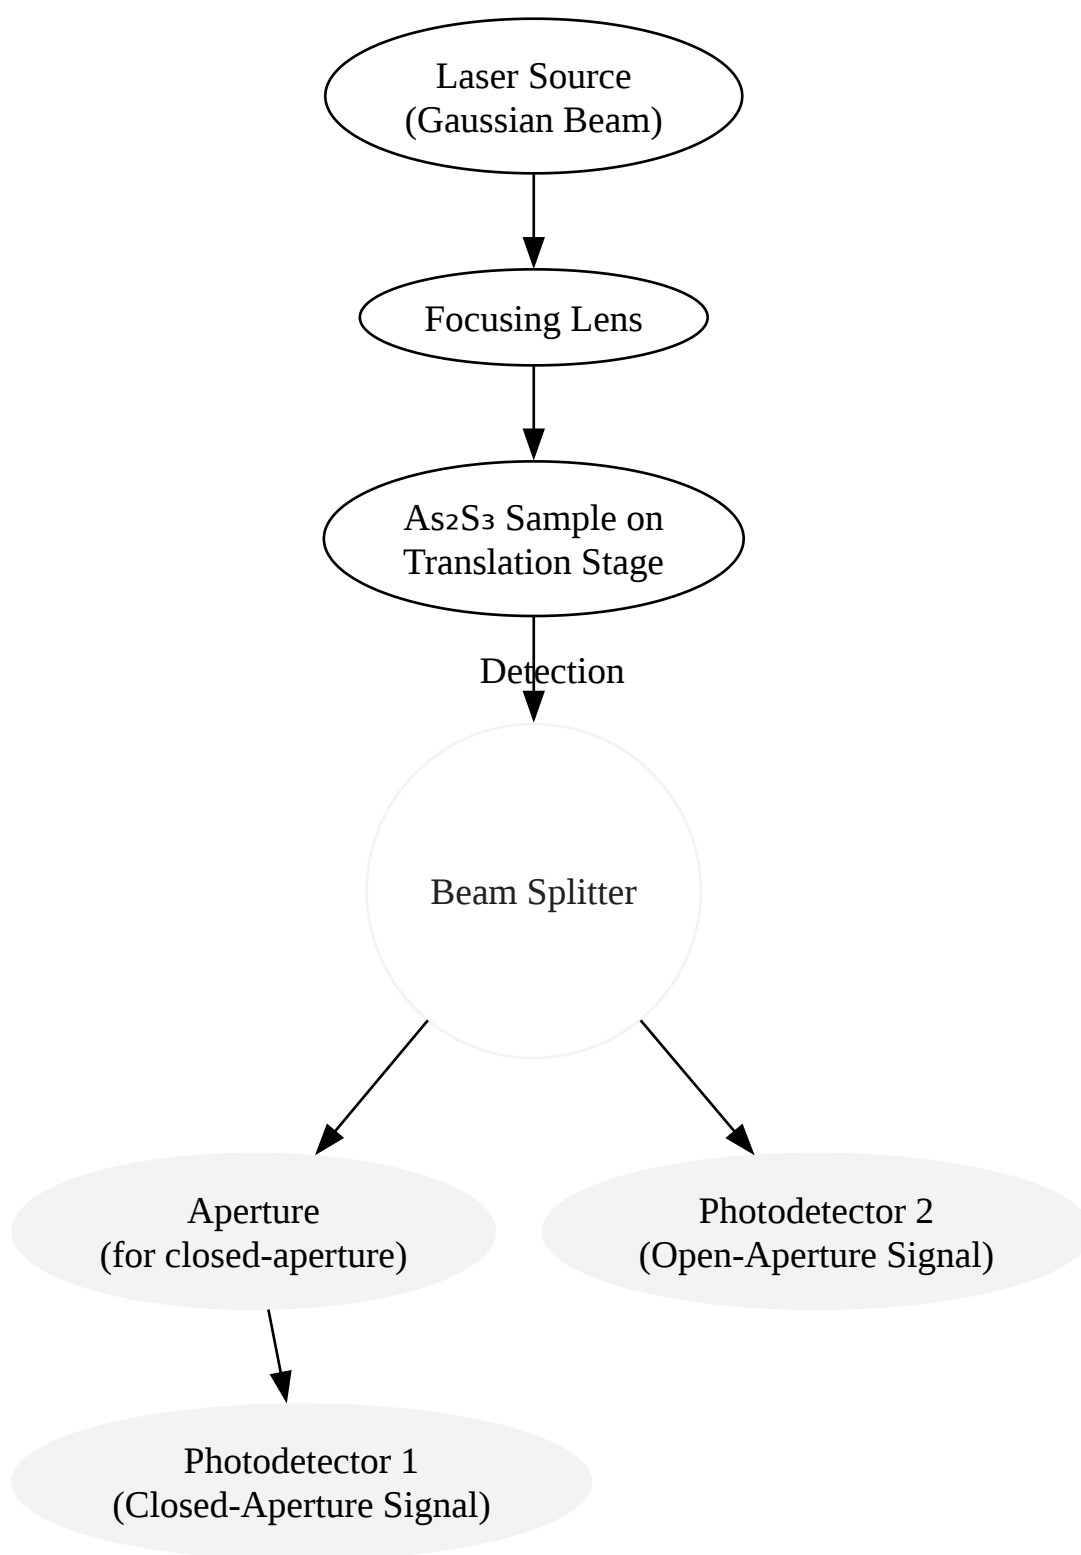 Laser Source
(Gaussian Beam)
Focusing Lens
As₂S₃ Sample on
Translation Stage
Detection
Beam Splitter
Aperture
(for closed-aperture)
Photodetector 2
(Open-Aperture Signal)
Photodetector 1
(Closed-Aperture Signal)